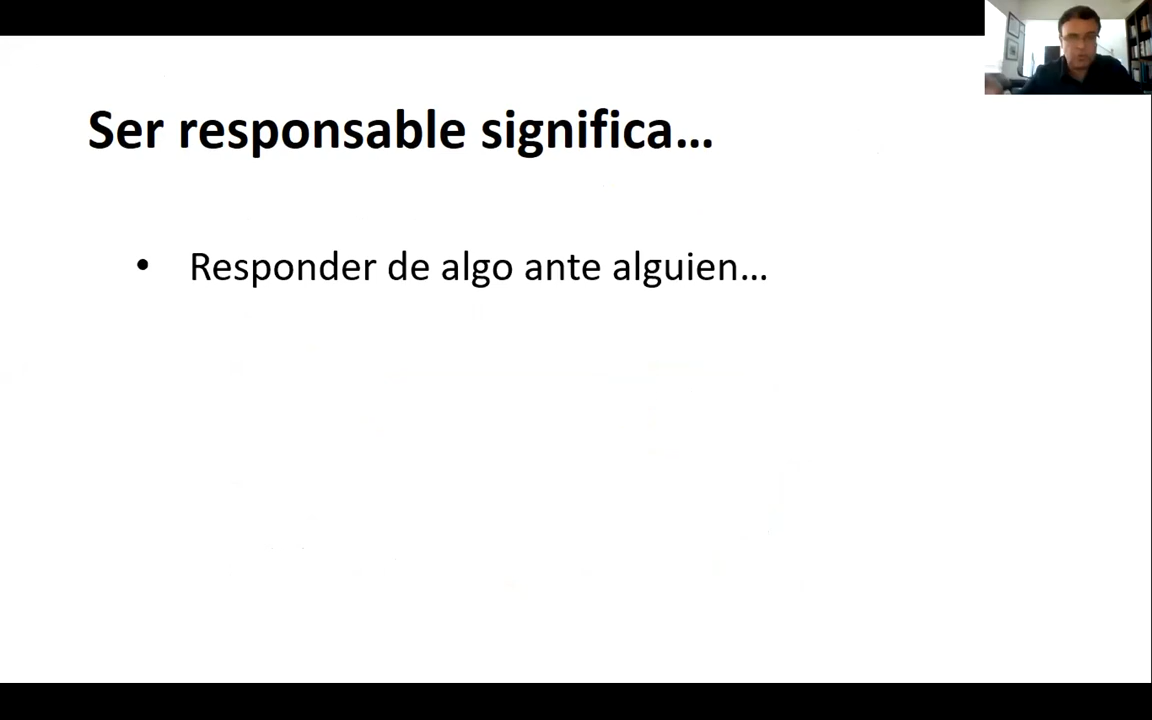 Ser responsable significa...
• Responder de algo ante alguien...